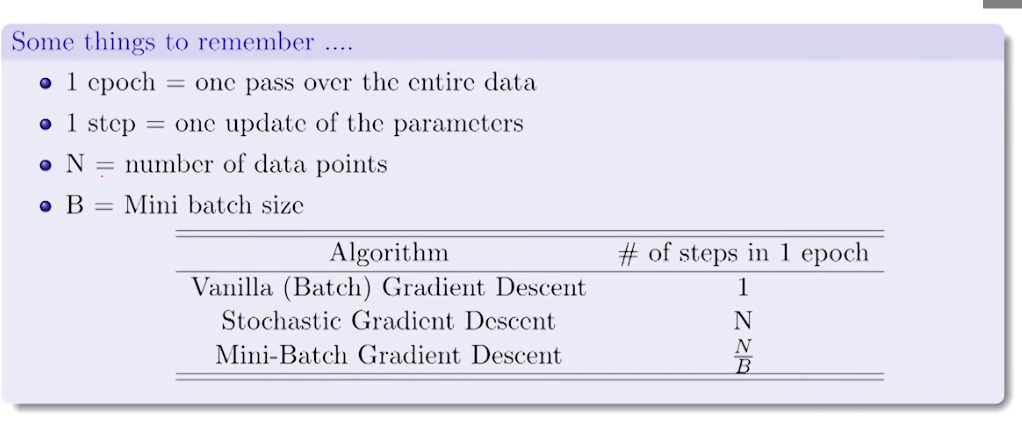 Some things to remember ....
• 1 epoch = one pass over the entire data
• 1 step = one update of the parameters
• N = number of data points
• B = Mini batch size
Algorithm # of steps in 1 epoch
Vanilla (Batch) Gradient Descent 1
Stochastic Gradient Descent N
Mini-Batch Gradient Descent N/B